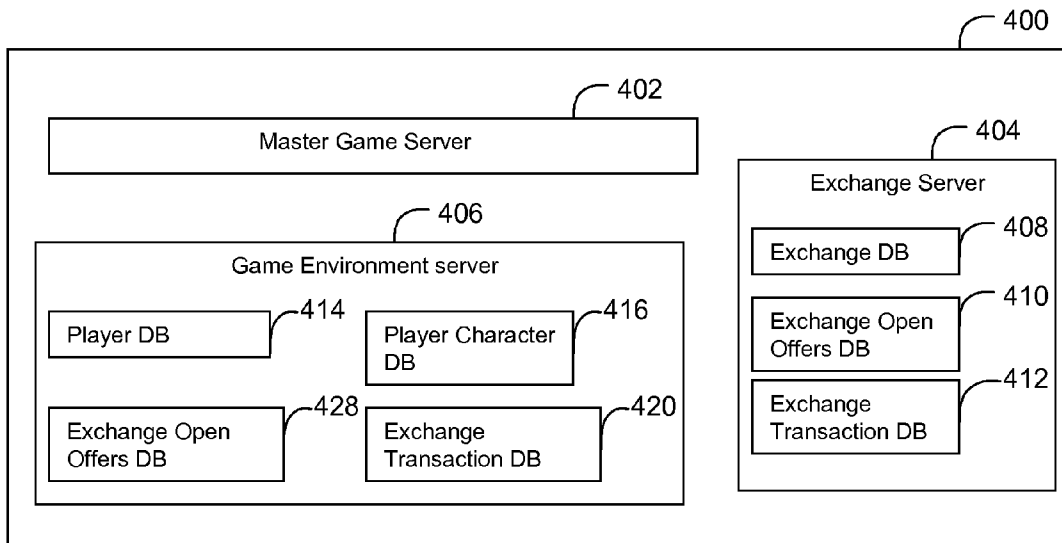 400
402
Master Game Server
404
Exchange Server
406
Game Environment server
408
Exchange DB
410
Exchange Open
Offers DB
412
Exchange
Transaction DB
414
Player DB
416
Player Character
DB
428
Exchange Open
Offers DB
420
Exchange
Transaction DB